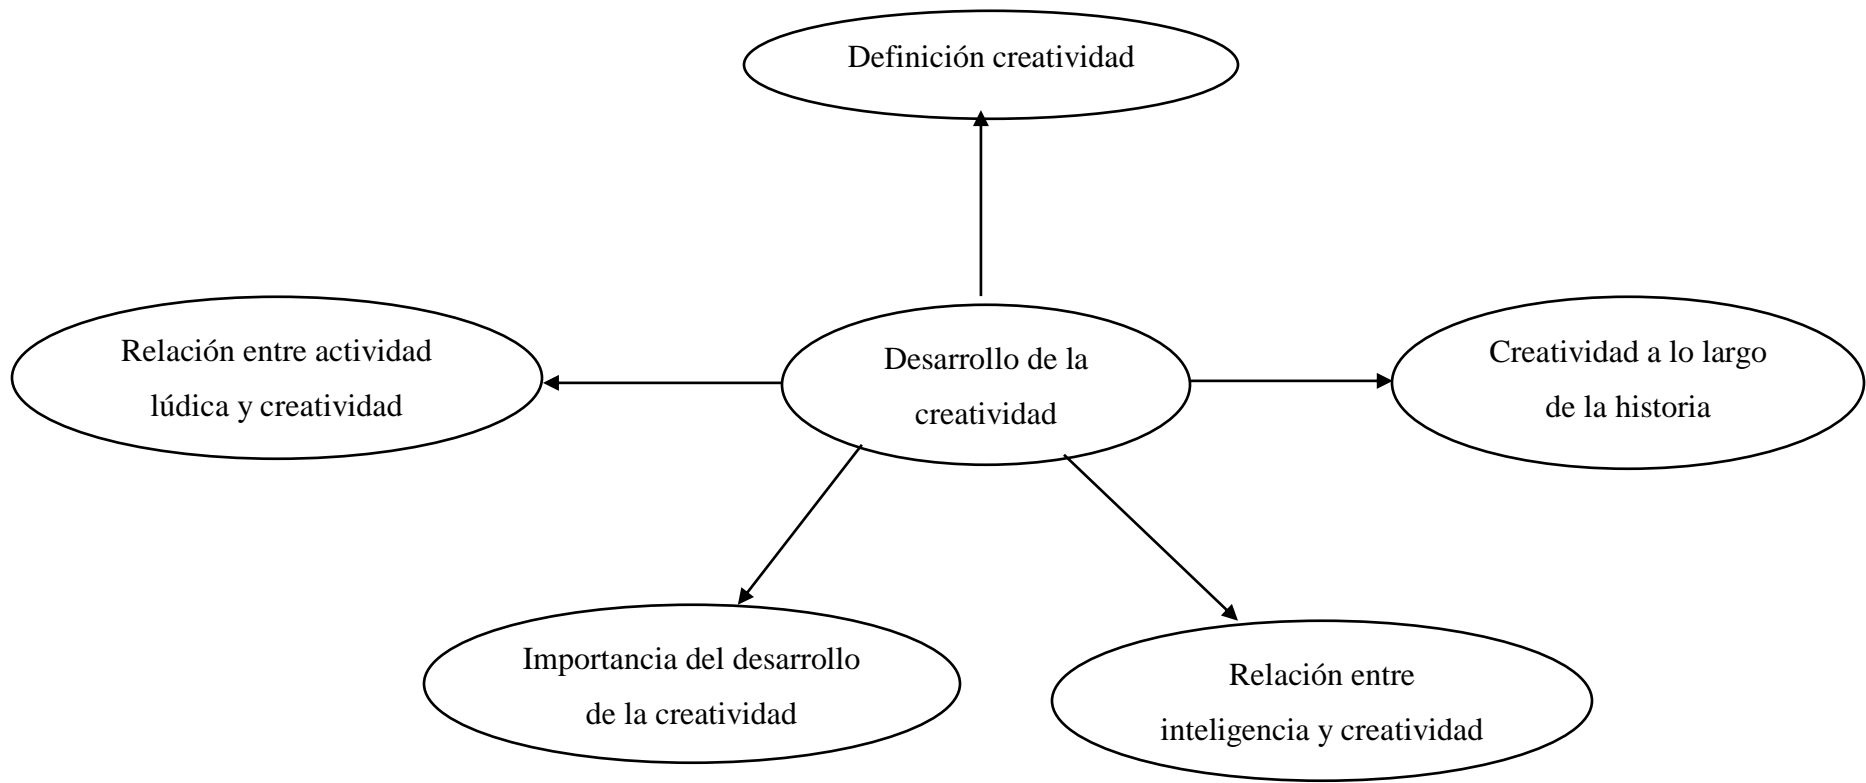 Definición creatividad
Relación entre actividad
lúdica y creatividad
Desarrollo de la
creatividad
Creatividad a lo largo
de la historia
Importancia del desarrollo
de la creatividad
Relación entre
inteligencia y creatividad